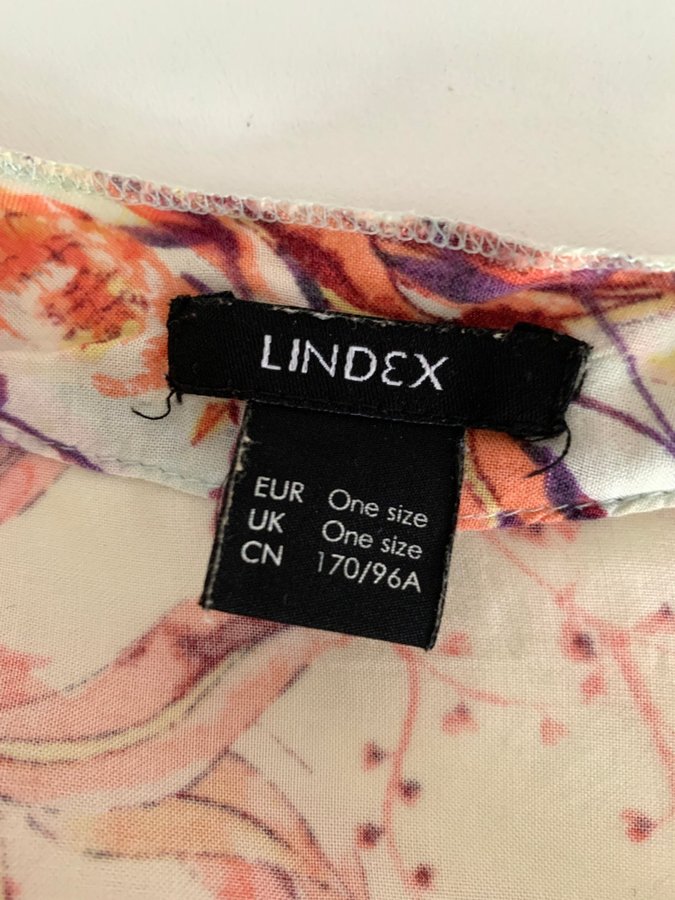 LINDEX
EUR One size
UK One size
CN 170/96A